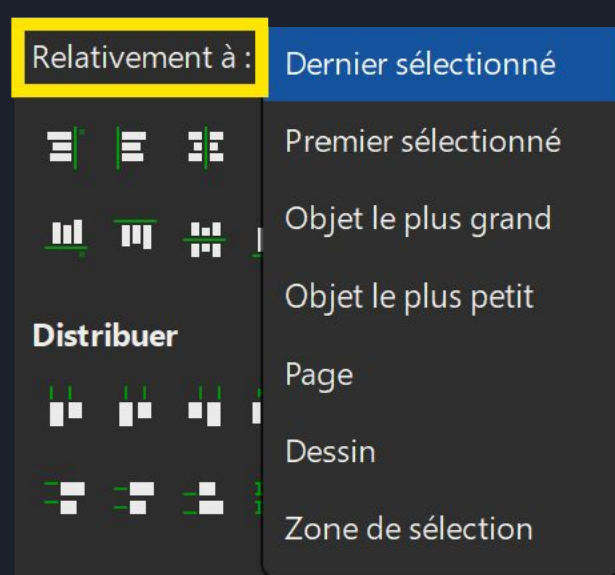 Relativement à :
Dernier sélectionné
Premier sélectionné
Objet le plus grand
Objet le plus petit
Distribuer
Page
Dessin
Zone de sélection